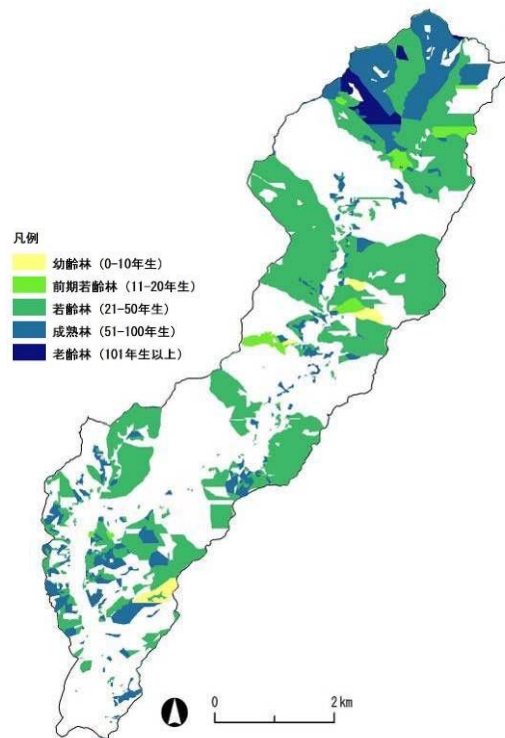 凡例
幼齢林（0-10年生）
前期若齢林（11-20年生）
若齢林（21-50年生）
成熟林（51-100年生）
老齢林（101年生以上）
0 2 km